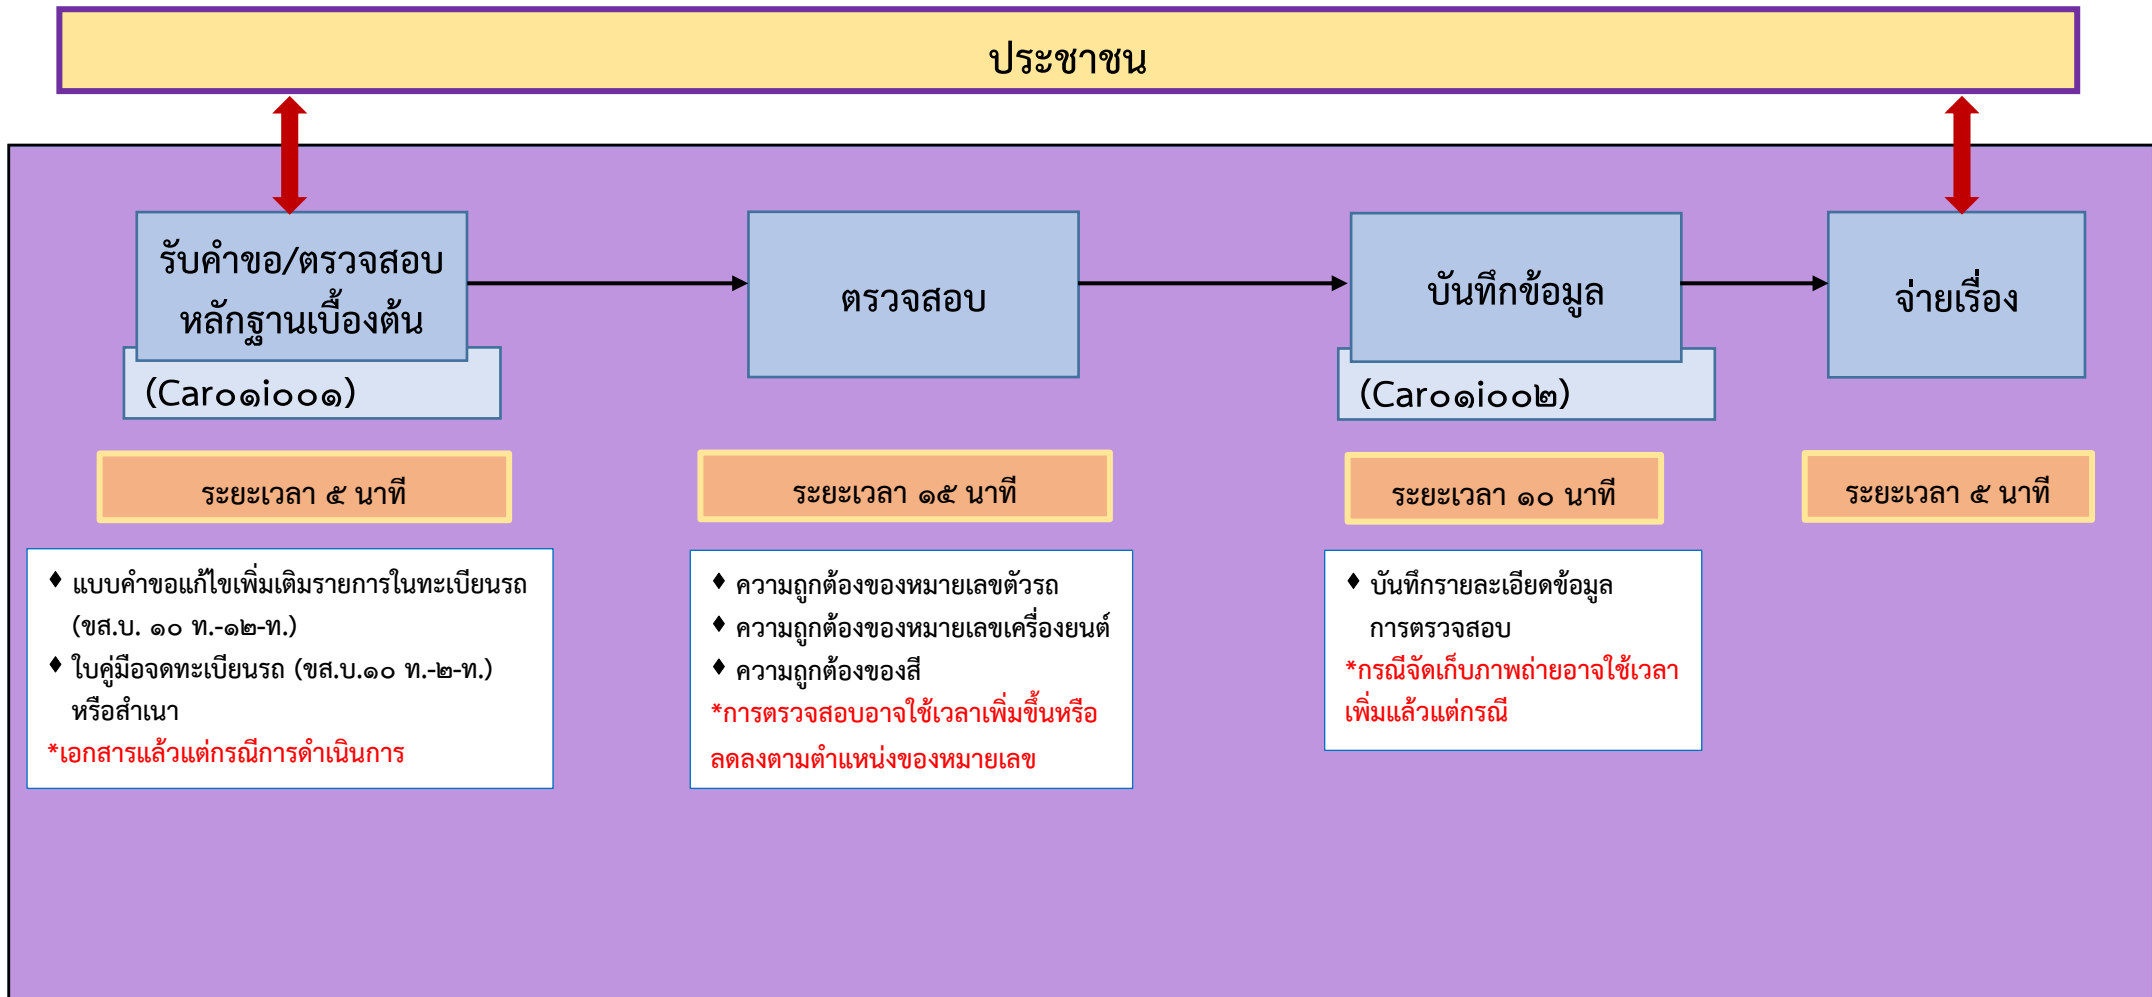 ประชาชน
รับคำขอ/ตรวจสอบ
หลักฐานเบื้องต้น
(Car๐๑i๐๐๑)
ตรวจสอบ
บันทึกข้อมูล
(Car๐๑i๐๐๒)
จ่ายเรื่อง
ระยะเวลา ๕ นาที
ระยะเวลา ๑๕ นาที
ระยะเวลา ๑๐ นาที
ระยะเวลา ๕ นาที
♦ แบบคำขอแก้ไขเพิ่มเติมรายการในทะเบียนรถ
(ขส.บ. ๑๐ ท.-๑๒-ท.)
♦ ใบคู่มือจดทะเบียนรถ (ขส.บ.๑๐ ท.-๒-ท.)
หรือสำเนา
*เอกสารแล้วแต่กรณีการดำเนินการ
♦ ความถูกต้องของหมายเลขตัวรถ
♦ ความถูกต้องของหมายเลขเครื่องยนต์
♦ ความถูกต้องของสี
*การตรวจสอบอาจใช้เวลาเพิ่มขึ้นหรือ
ลดลงตามตำแหน่งของหมายเลข
♦ บันทึกรายละเอียดข้อมูล
การตรวจสอบ
*กรณีจัดเก็บภาพถ่ายอาจใช้เวลา
เพิ่มแล้วแต่กรณี